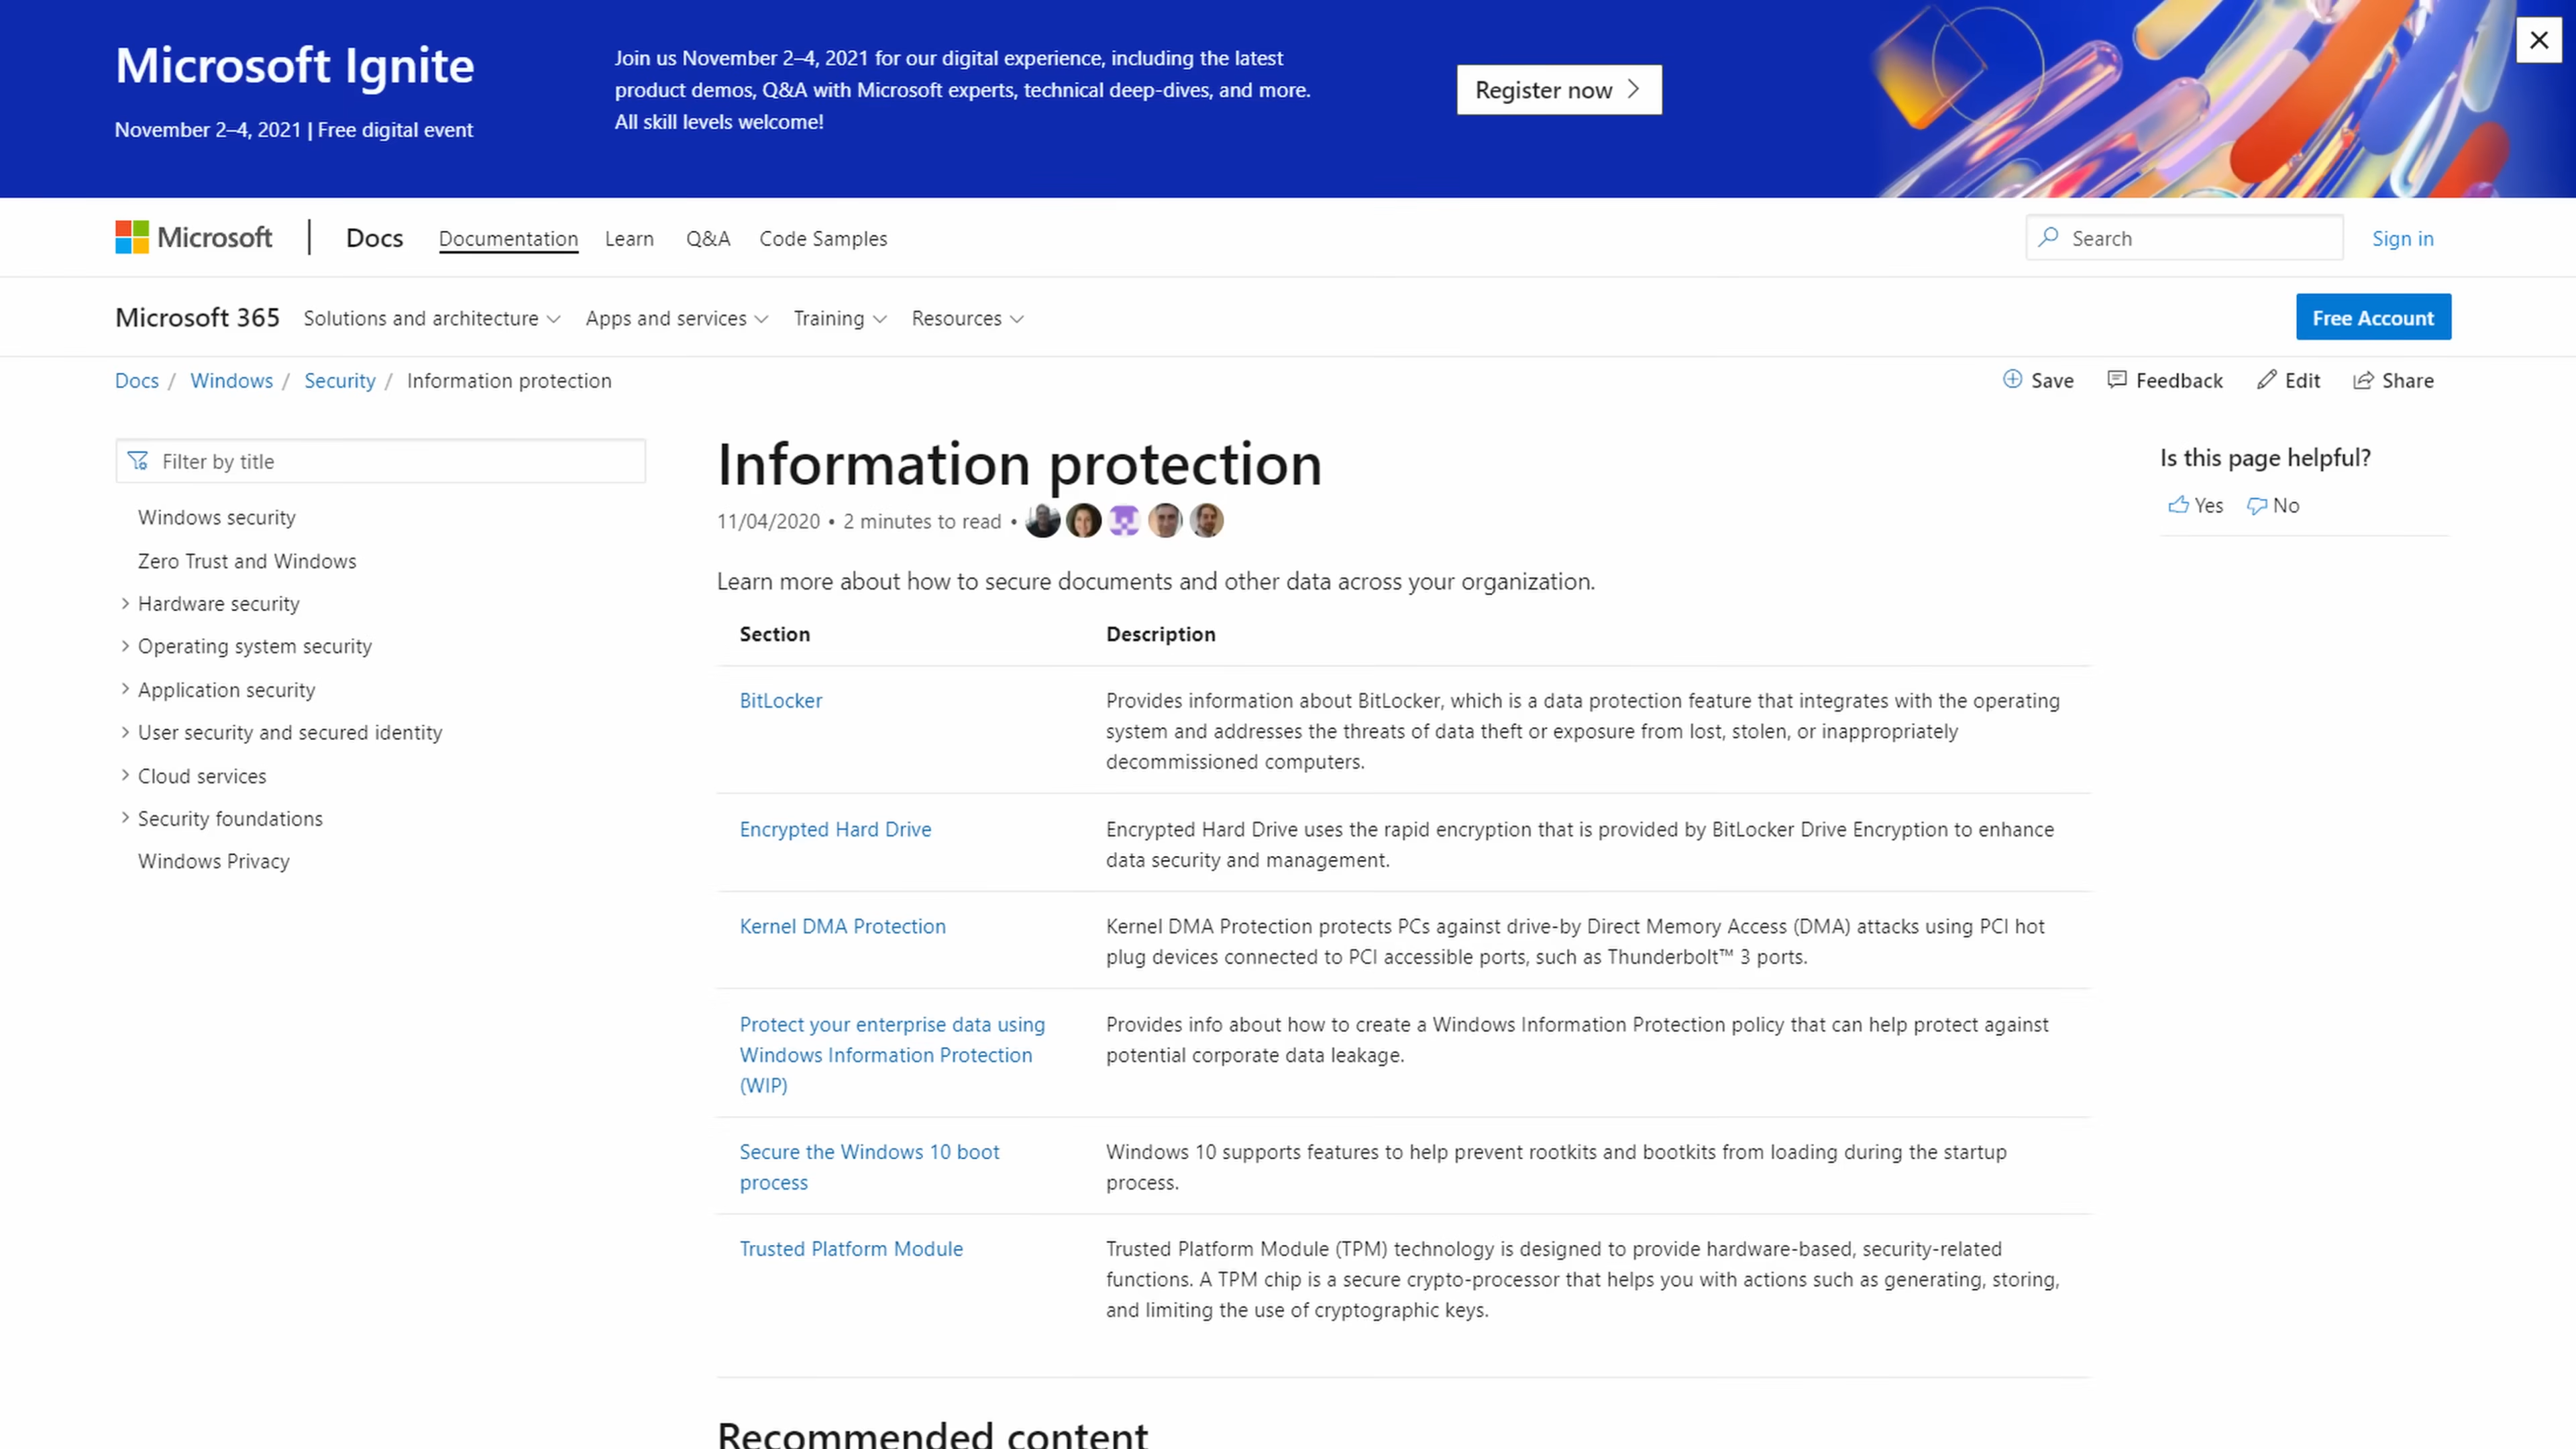 Microsoft Ignite
November 2–4, 2021 | Free digital event
Join us November 2–4, 2021 for our digital experience, including the latest
product demos, Q&A with Microsoft experts, technical deep-dives, and more.
All skill levels welcome!
Register now
Microsoft
Docs
Documentation
Learn
Q&A
Code Samples
Search
Sign in
Microsoft 365
Solutions and architecture
Apps and services
Training
Resources
Free Account
Docs / Windows / Security / Information protection
Save
Feedback
Edit
Share
Filter by title
Windows security
Zero Trust and Windows
Hardware security
Operating system security
Application security
User security and secured identity
Cloud services
Security foundations
Windows Privacy
Information protection
11/04/2020 • 2 minutes to read •
Learn more about how to secure documents and other data across your organization.
Section
Description
BitLocker
Provides information about BitLocker, which is a data protection feature that integrates with the operating
system and addresses the threats of data theft or exposure from lost, stolen, or inappropriately
decommissioned computers.
Encrypted Hard Drive
Encrypted Hard Drive uses the rapid encryption that is provided by BitLocker Drive Encryption to enhance
data security and management.
Kernel DMA Protection
Kernel DMA Protection protects PCs against drive-by Direct Memory Access (DMA) attacks using PCI hot
plug devices connected to PCI accessible ports, such as Thunderbolt™ 3 ports.
Protect your enterprise data using
Windows Information Protection
(WIP)
Provides info about how to create a Windows Information Protection policy that can help protect against
potential corporate data leakage.
Secure the Windows 10 boot
process
Windows 10 supports features to help prevent rootkits and bootkits from loading during the startup
process.
Trusted Platform Module
Trusted Platform Module (TPM) technology is designed to provide hardware-based, security-related
functions. A TPM chip is a secure crypto-processor that helps you with actions such as generating, storing,
and limiting the use of cryptographic keys.
Recommended content
Is this page helpful?
Yes
No